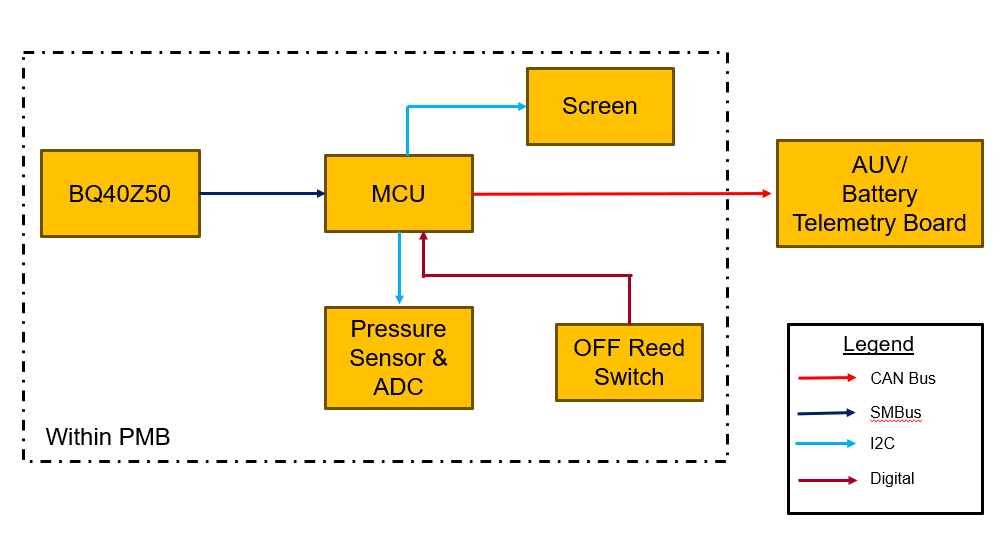 Screen
BQ40Z50
MCU
AUV/
Battery
Telemetry Board
Pressure
Sensor &
ADC
OFF Reed
Switch
Within PMB
Legend
CAN Bus
SMBus
I2C
Digital